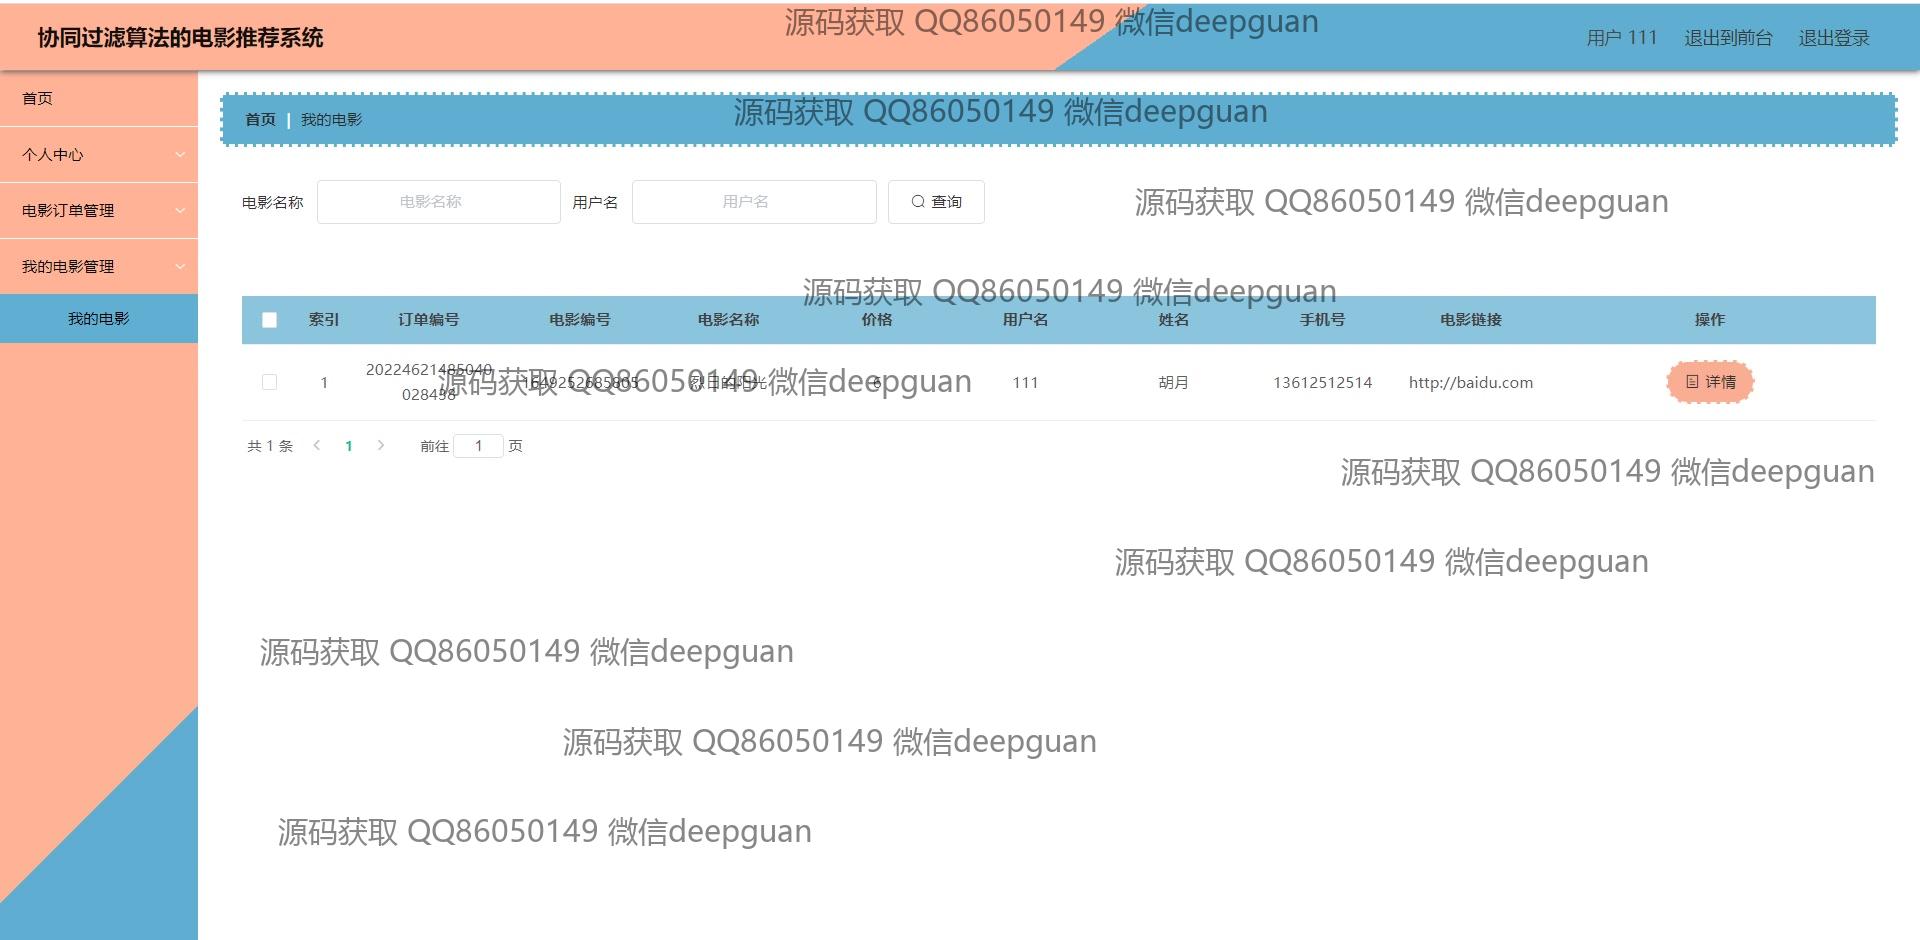 源码获取 QQ86050149 微信deepguan
协同过滤算法的电影推荐系统
用户 111 退出到前台 退出登录
首页
个人中心
电影订单管理
我的电影管理
我的电影
源码获取 QQ86050149 微信deepguan
首页 | 我的电影
源码获取 QQ86050149 微信deepguan
电影名称 电影名称 用户名 用户名 查询
源码获取 QQ86050149 微信deepguan
索引 订单编号 电影编号 电影名称 价格 用户名 姓名 手机号 电影链接 操作
20224621485040
源码获取 QQ86050149 微信deepguan
1 1649252685805 烈日的阳光 6 111 胡月 13612512514 http://baidu.com 详情
028438
共 1 条 1 前往 1 页
源码获取 QQ86050149 微信deepguan
源码获取 QQ86050149 微信deepguan
源码获取 QQ86050149 微信deepguan
源码获取 QQ86050149 微信deepguan
源码获取 QQ86050149 微信deepguan